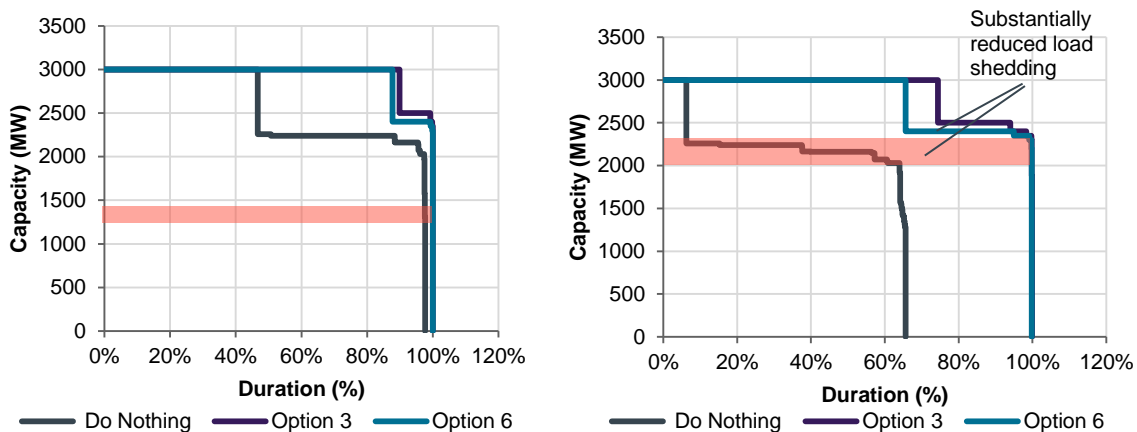 3500
3000
2500
2000
1500
1000
500
0
Capacity (MW)
0% 20% 40% 60% 80% 100% 120%
Duration (%)
Do Nothing Option 3 Option 6
Substantially
reduced load
shedding
3500
3000
2500
2000
1500
1000
500
0
Capacity (MW)
0% 20% 40% 60% 80% 100% 120%
Duration (%)
Do Nothing Option 3 Option 6